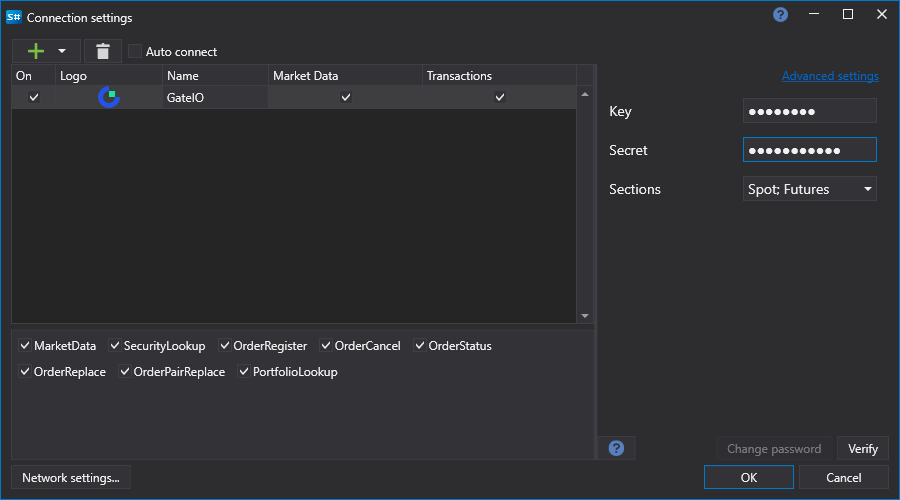 S# Connection settings ?
Auto connect
On Logo Name Market Data Transactions
GateIO
Advanced settings
Key ●●●●●●●●
Secret ●●●●●●●●●●●
Sections Spot; Futures
MarketData SecurityLookup OrderRegister OrderCancel OrderStatus
OrderReplace OrderPairReplace PortfolioLookup
? Change password Verify
Network settings... OK Cancel